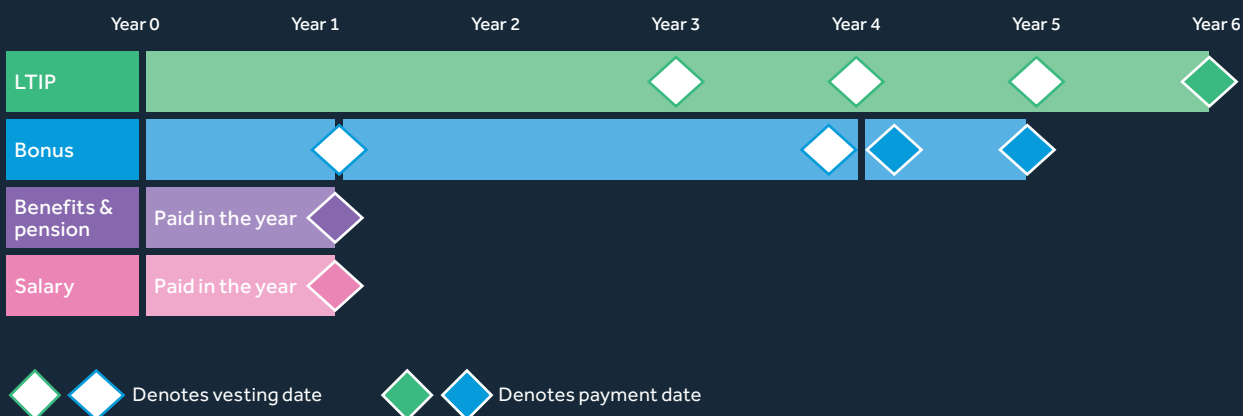 Year 0 Year 1 Year 2 Year 3 Year 4 Year 5 Year 6
LTIP
Bonus
Benefits &
pension
Paid in the year
Salary
Paid in the year
Denotes vesting date
Denotes payment date